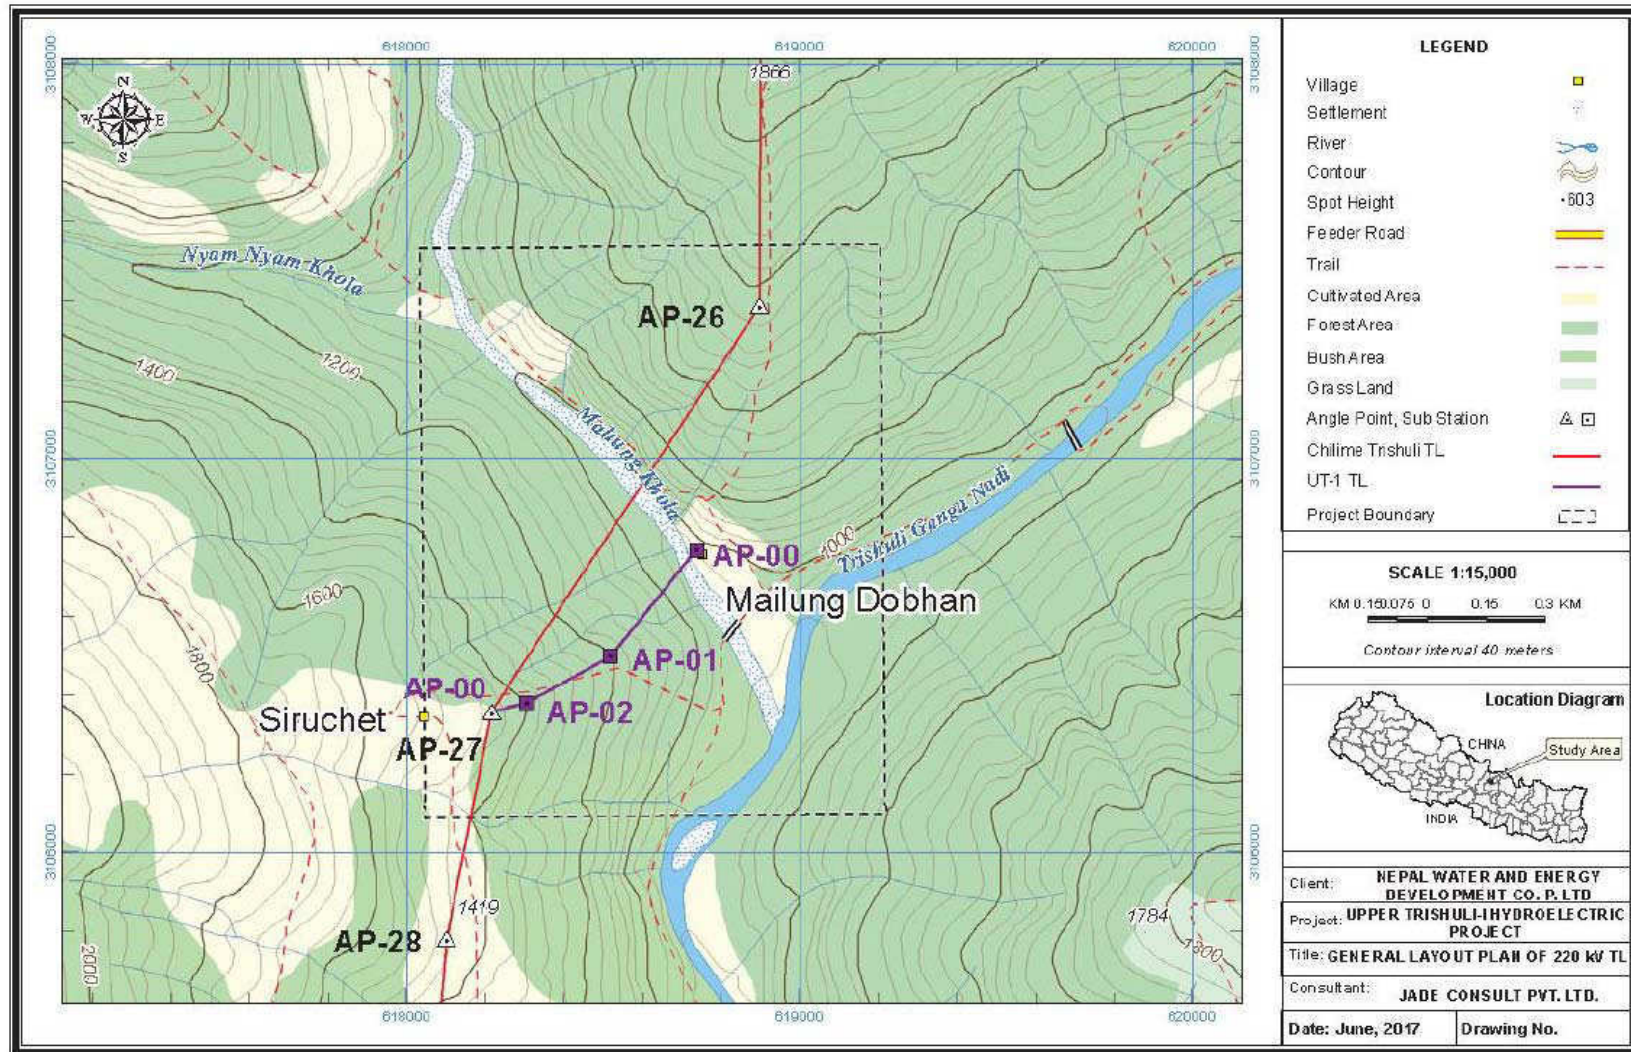 618000
619000
620000
3108000
3108000
1866
N
W E
S
Nyam Nyam Khola
AP-26
1400
1200
Mailung Khola
3107000
3107000
1000
Trishuli Ganga Nadi
AP-00
Mailung Dobhan
1600
1800
AP-01
AP-00
Siruchet
AP-02
AP-27
3106000
3106000
1419
1784
AP-28
2000
1800
618000
619000
620000
LEGEND
Village
Settlement
River
Contour
Spot Height
•603
Feeder Road
Trail
Cultivated Area
Forest Area
Bush Area
Grass Land
Angle Point, Sub Station
Chilime Trishuli TL
UT-1 TL
Project Boundary
SCALE 1:15,000
KM 0.150.075 0 0.15 0.3 KM
Contour interval 40 meters
Location Diagram
CHINA
Study Area
INDIA
Client: NEPAL WATER AND ENERGY
DEVELOPMENT CO. P. LTD
Project: UPPER TRISHULI-I HYDROELECTRIC
PROJECT
Title: GENERAL LAYOUT PLAN OF 220 kV TL
Consultant: JADE CONSULT PVT. LTD.
Date: June, 2017 Drawing No.